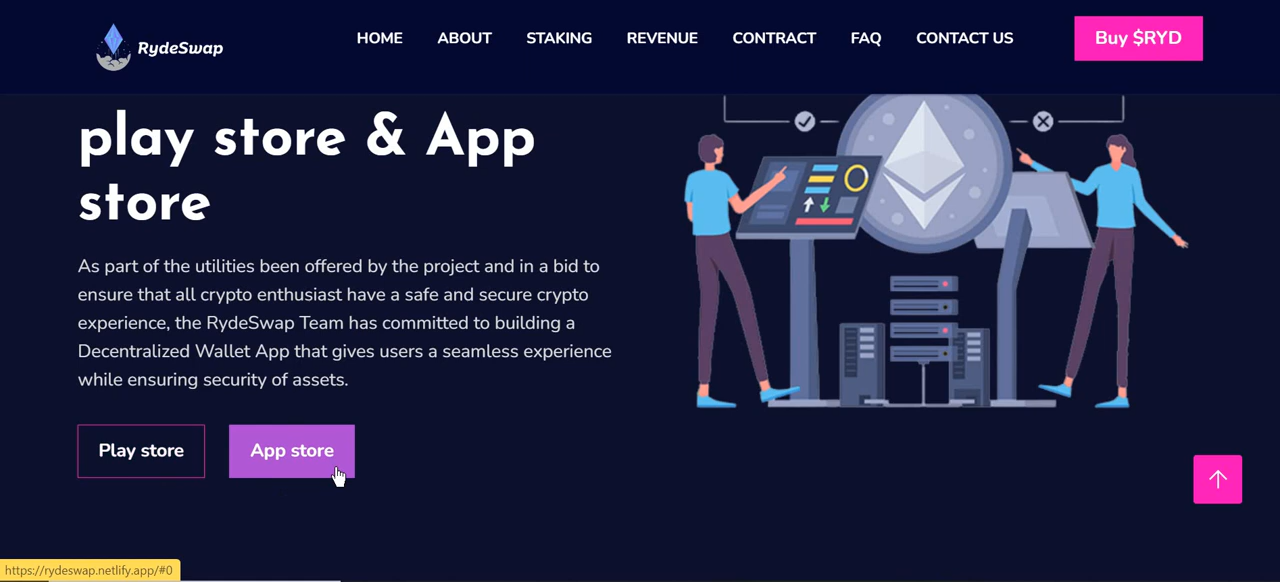 RydeSwap
HOME ABOUT STAKING REVENUE CONTRACT FAQ CONTACT US Buy $RYD
play store & App
store
As part of the utilities been offered by the project and in a bid to
ensure that all crypto enthusiast have a safe and secure crypto
experience, the RydeSwap Team has committed to building a
Decentralized Wallet App that gives users a seamless experience
while ensuring security of assets.
Play store App store
https://rydeswap.netlify.app/#0